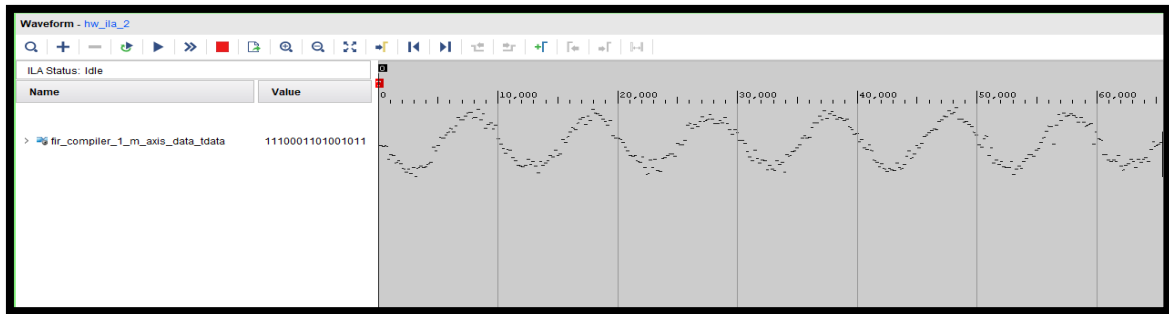 Waveform - hw_ila_2
ILA Status: Idle
Name Value
0 10,000 20,000 30,000 40,000 50,000 60,000
fir_compiler_1_m_axis_data_tdata 1110001101001011